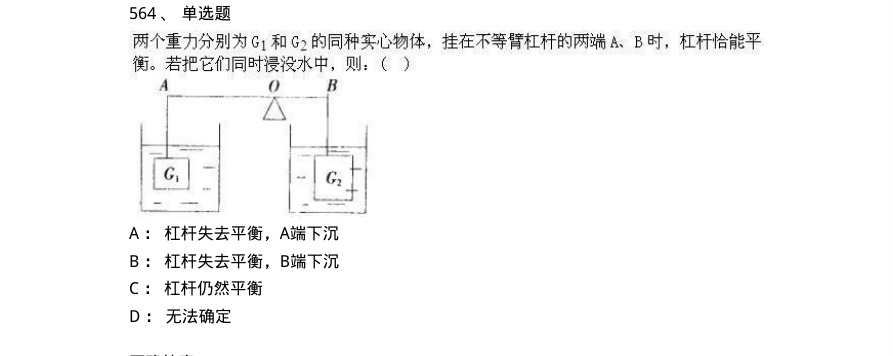 564 、 单选题
两个重力分别为G₁和G₂的同种实心物体，挂在不等臂杠杆的两端A、B时，杠杆恰能平
衡。若把它们同时浸没水中，则：（ ）
A O B
G₁ G₂
A ： 杠杆失去平衡，A端下沉
B ： 杠杆失去平衡，B端下沉
C ： 杠杆仍然平衡
D ： 无法确定